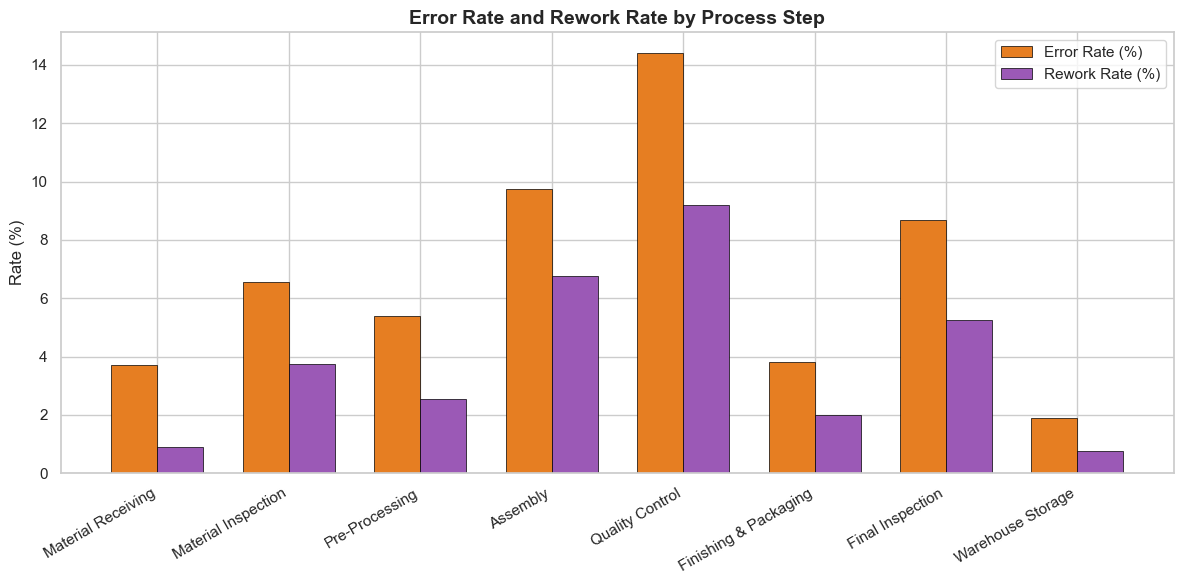 Error Rate and Rework Rate by Process Step
Error Rate (%)
Rework Rate (%)
Rate (%)
14
12
10
8
6
4
2
0
Material Receiving
Material Inspection
Pre-Processing
Assembly
Quality Control
Finishing & Packaging
Final Inspection
Warehouse Storage